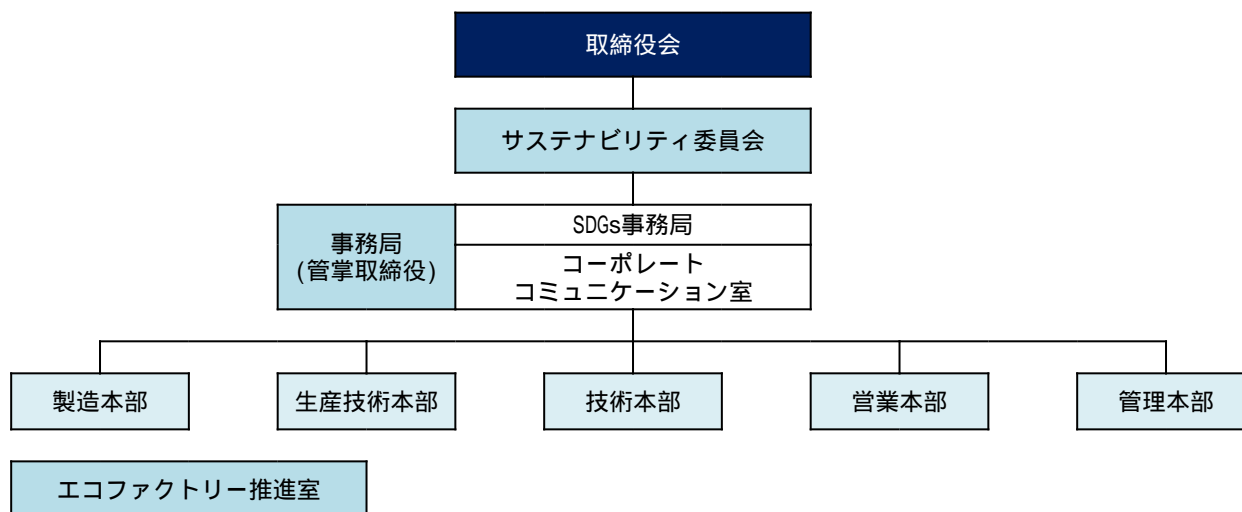 取締役会
サステナビリティ委員会
事務局
(管掌取締役)
SDGs事務局
コーポレート
コミュニケーション室
製造本部
生産技術本部
技術本部
営業本部
管理本部
エコファクトリー推進室